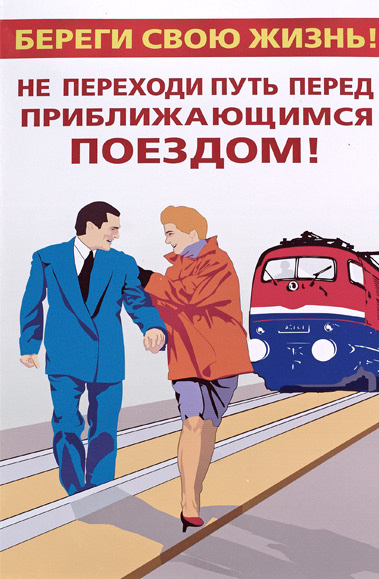 БЕРЕГИ СВОЮ ЖИЗНЬ!
НЕ ПЕРЕХОДИ ПУТЬ ПЕРЕД
ПРИБЛИЖАЮЩИМСЯ
ПОЕЗДОМ!